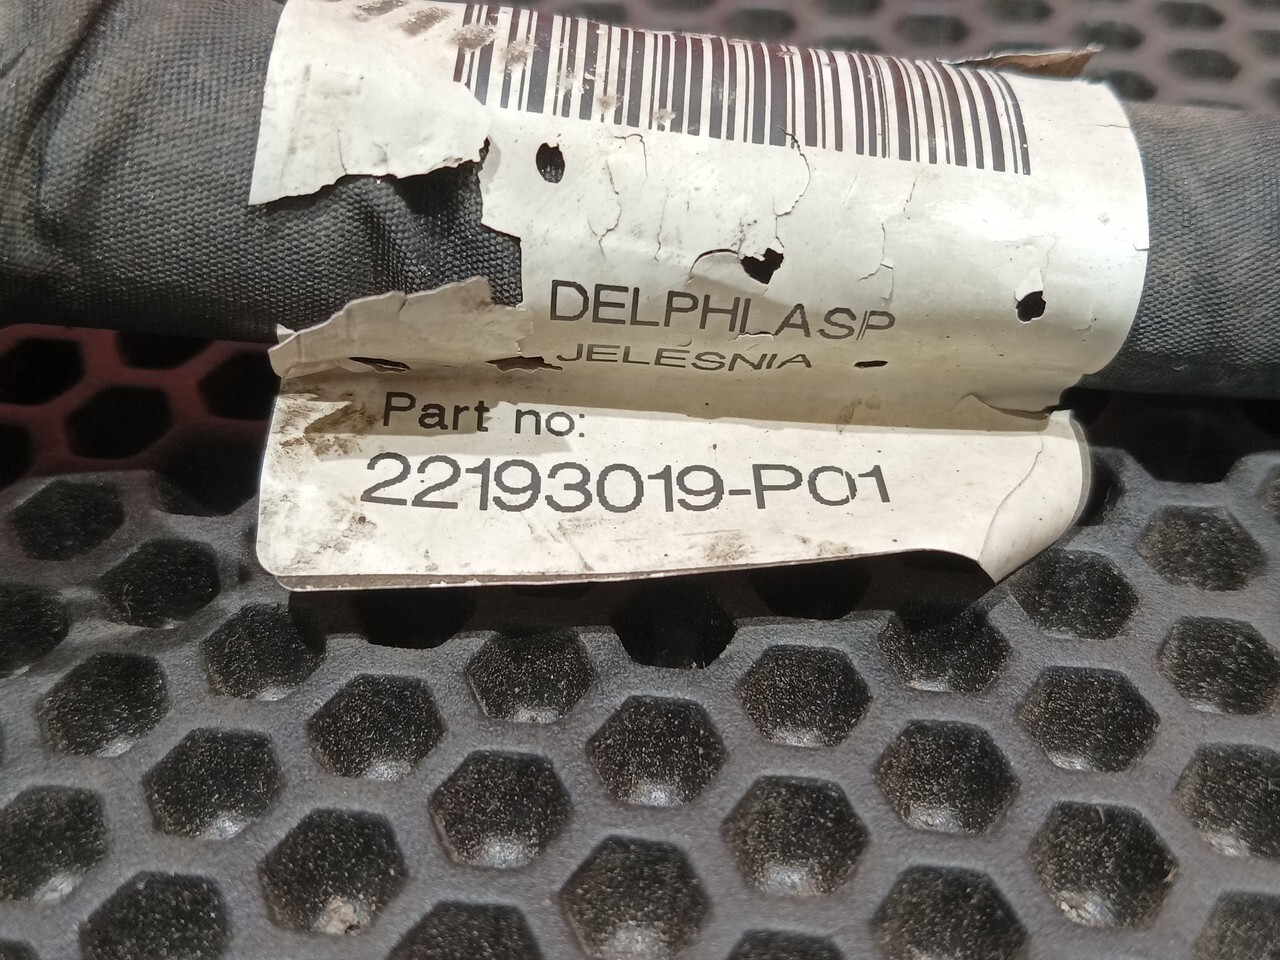 DELPHI ASP
JELESNIA
Part no:
22193019-P01